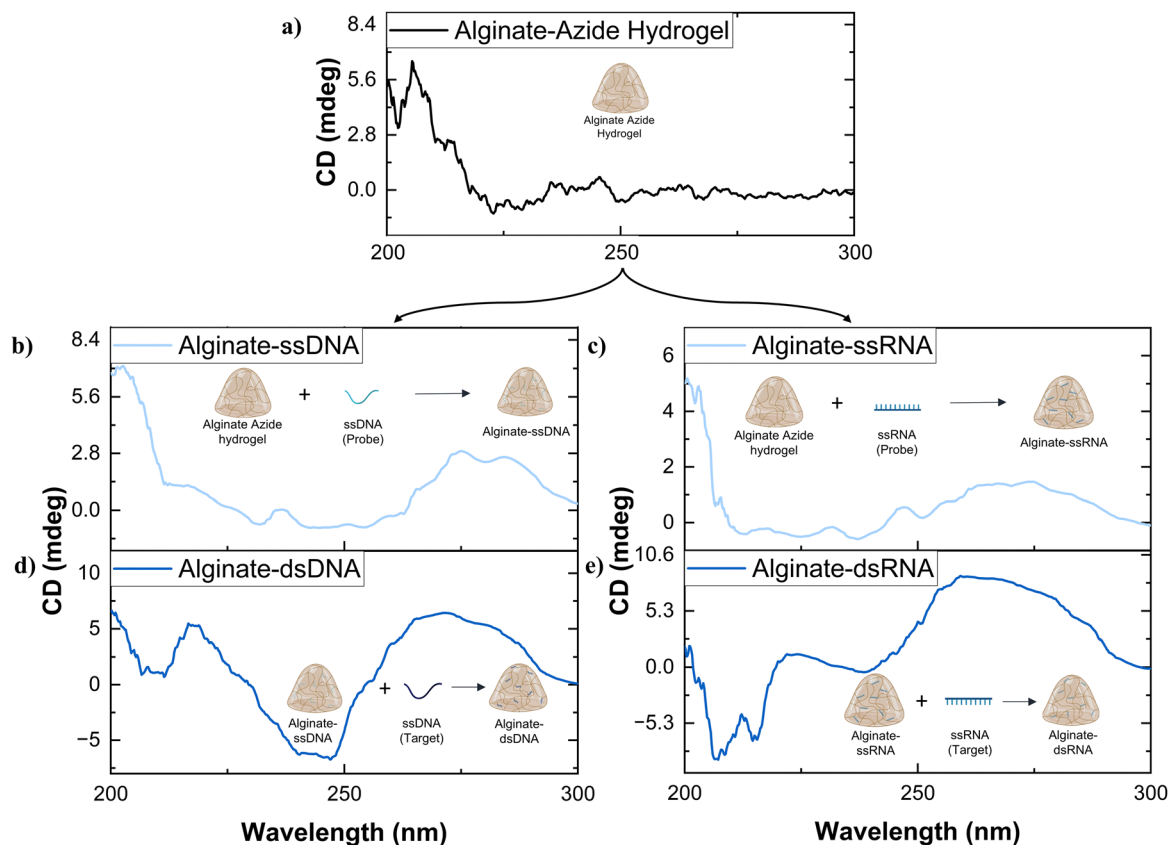 a)
Alginate-Azide Hydrogel
8.4
5.6
2.8
0.0
CD (mdeg)
Alginate Azide
Hydrogel
200
250
300
b)
Alginate-ssDNA
8.4
5.6
2.8
0.0
Alginate Azide
hydrogel
+
ssDNA
(Probe)
Alginate-ssDNA
c)
Alginate-ssRNA
6
4
2
0
Alginate Azide
hydrogel
+
ssRNA
(Probe)
Alginate-ssRNA
CD (mdeg)
CD (mdeg)
d)
Alginate-dsDNA
10
5
0
−5
Alginate-
ssDNA
+
ssDNA
(Target)
Alginate-
dsDNA
200
250
300
Wavelength (nm)
e)
Alginate-dsRNA
10.6
5.3
0.0
−5.3
Alginate-
ssRNA
+
ssRNA
(Target)
Alginate-
dsRNA
200
250
300
Wavelength (nm)